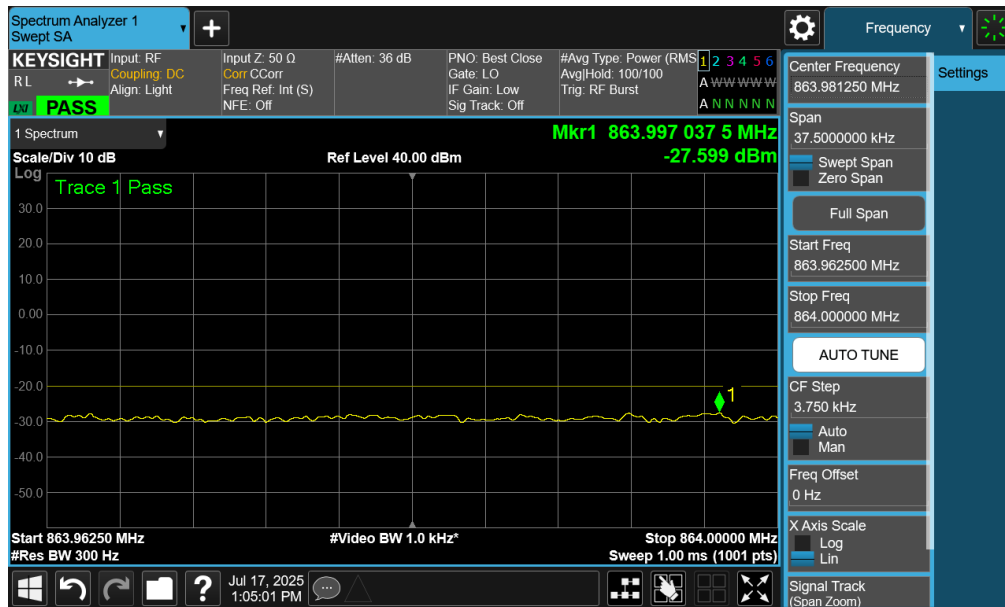 Spectrum Analyzer 1
Swept SA
+
Frequency
KEYSIGHT
RL
LXI PASS
Input: RF
Coupling: DC
Align: Light
Input Z: 50 Ω
Corr CCorr
Freq Ref: Int (S)
NFE: Off
#Atten: 36 dB
PNO: Best Close
Gate: LO
IF Gain: Low
Sig Track: Off
#Avg Type: Power (RMS
Avg|Hold: 100/100
Trig: RF Burst
1 2 3 4 5 6
A W W W W W
A N N N N N
1 Spectrum
Mkr1 863.997 037 5 MHz
-27.599 dBm
Scale/Div 10 dB
Ref Level 40.00 dBm
Log
Trace 1 Pass
30.0
20.0
10.0
0.00
-10.0
-20.0
-30.0
-40.0
-50.0
1
Start 863.96250 MHz
#Video BW 1.0 kHz*
Stop 864.00000 MHz
#Res BW 300 Hz
Sweep 1.00 ms (1001 pts)
?
Jul 17, 2025
1:05:01 PM
Center Frequency
863.981250 MHz
Span
37.5000000 kHz
Swept Span
Zero Span
Full Span
Start Freq
863.962500 MHz
Stop Freq
864.000000 MHz
AUTO TUNE
CF Step
3.750 kHz
Auto
Man
Freq Offset
0 Hz
X Axis Scale
Log
Lin
Signal Track
(Span Zoom)
Settings